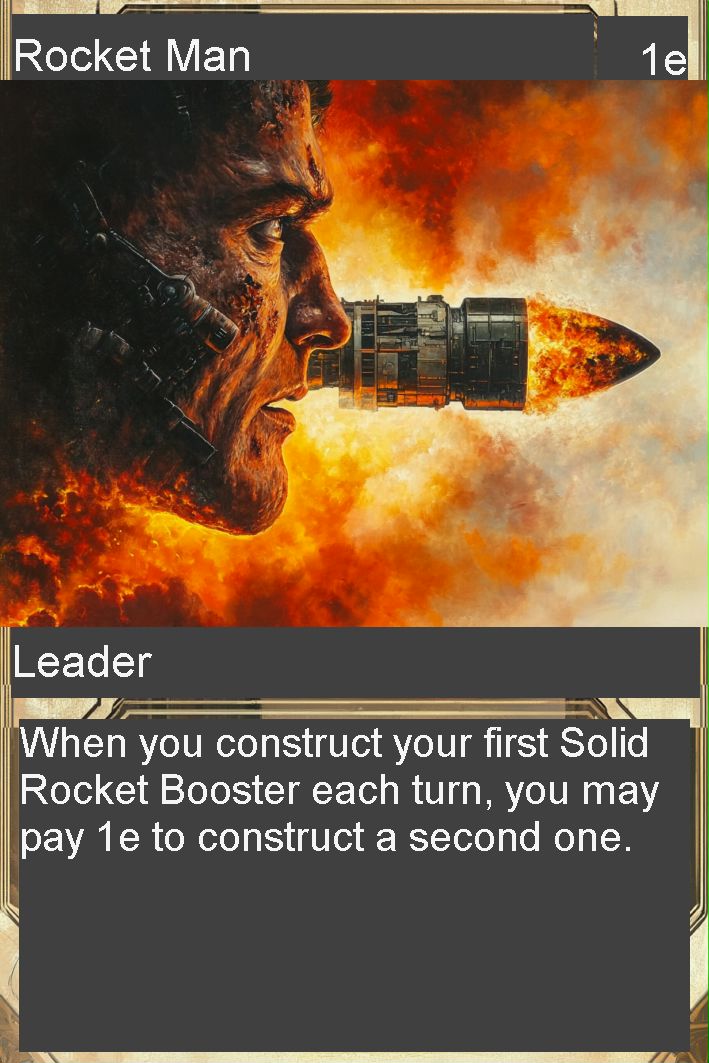 Rocket Man
1e
Leader
When you construct your first Solid
Rocket Booster each turn, you may
pay 1e to construct a second one.